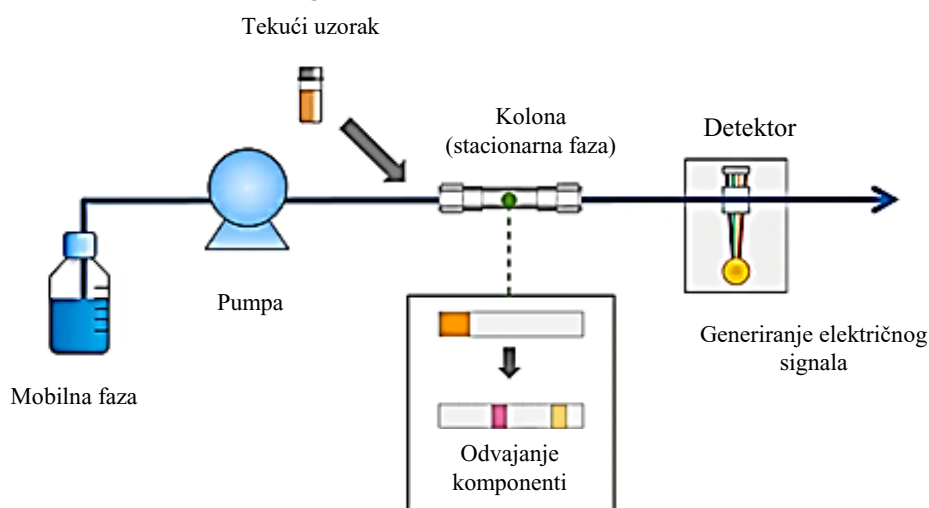 Tekući uzorak
Kolona
(stacionarna faza)
Detektor
Pumpa
Generiranje električnog
signala
Mobilna faza
Odvajanje
komponenti